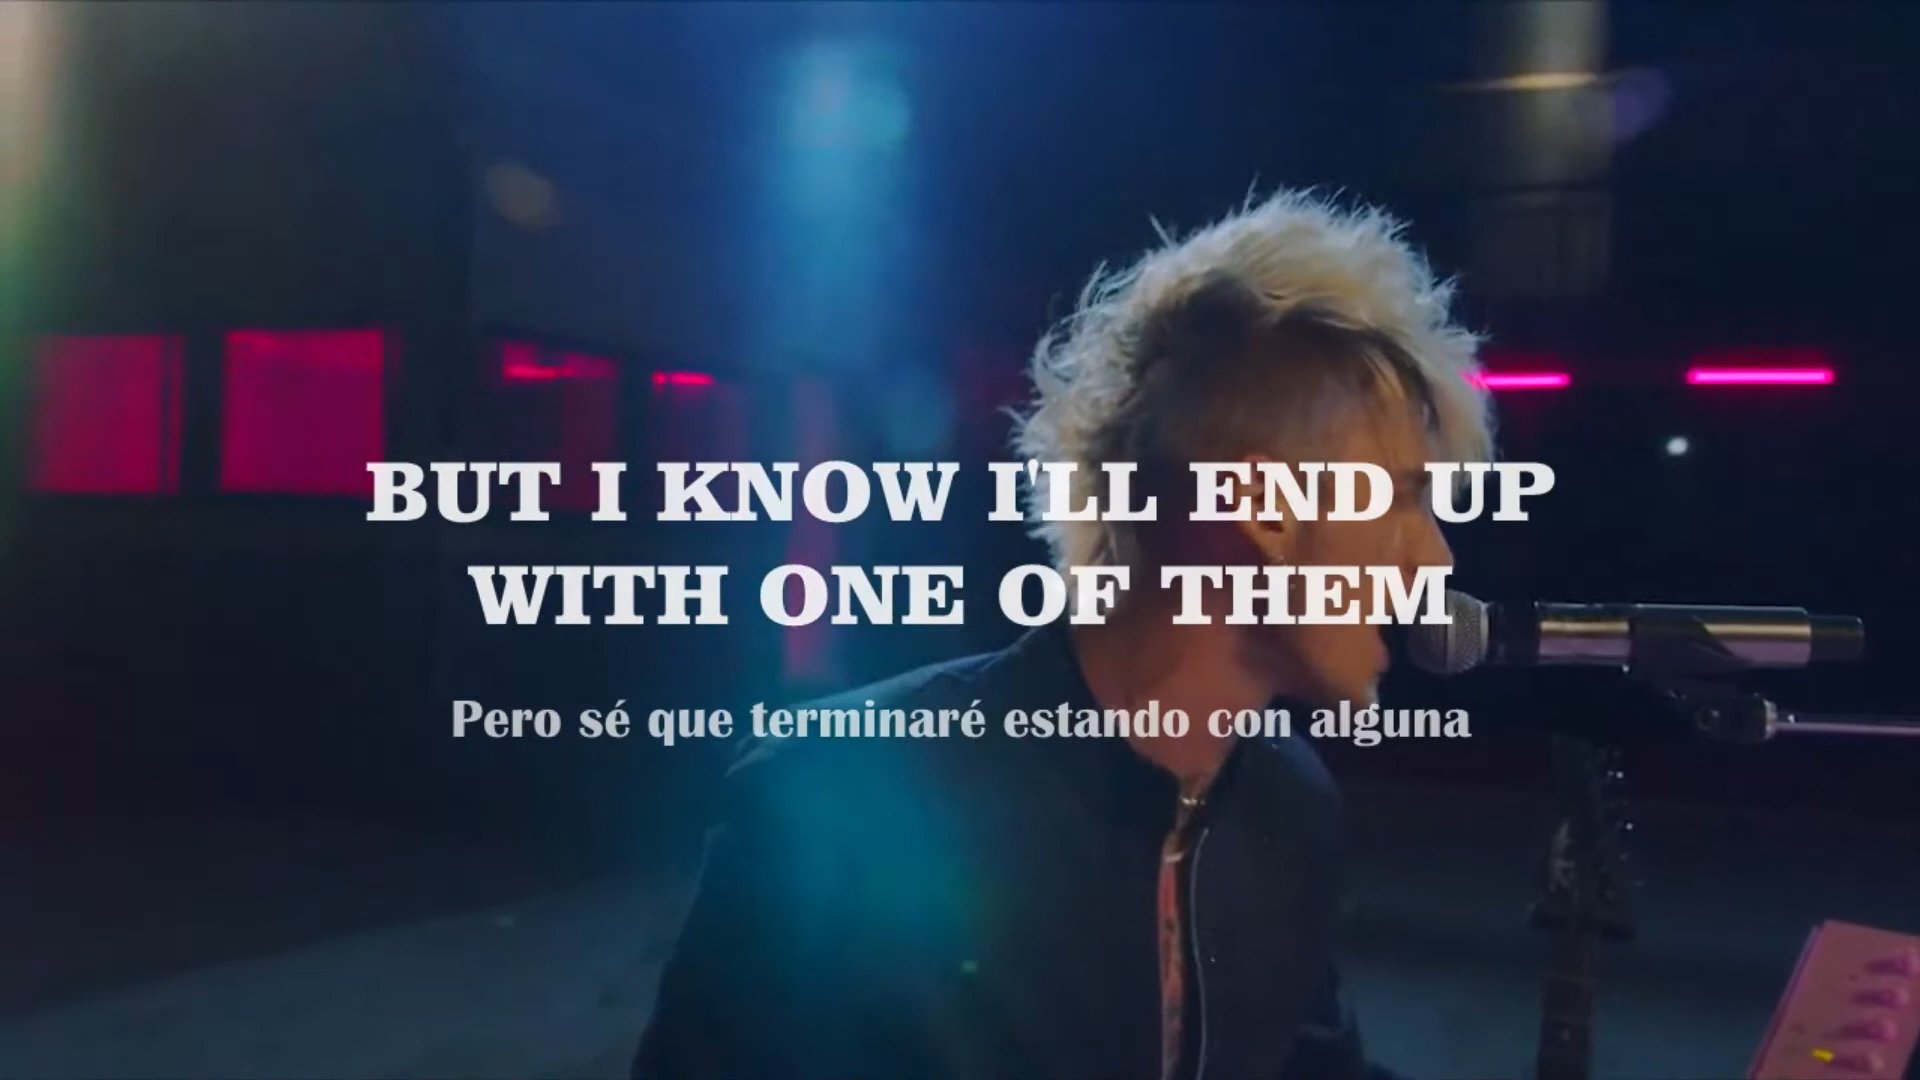 BUT I KNOW I'LL END UP
WITH ONE OF THEM
Pero sé que terminaré estando con alguna